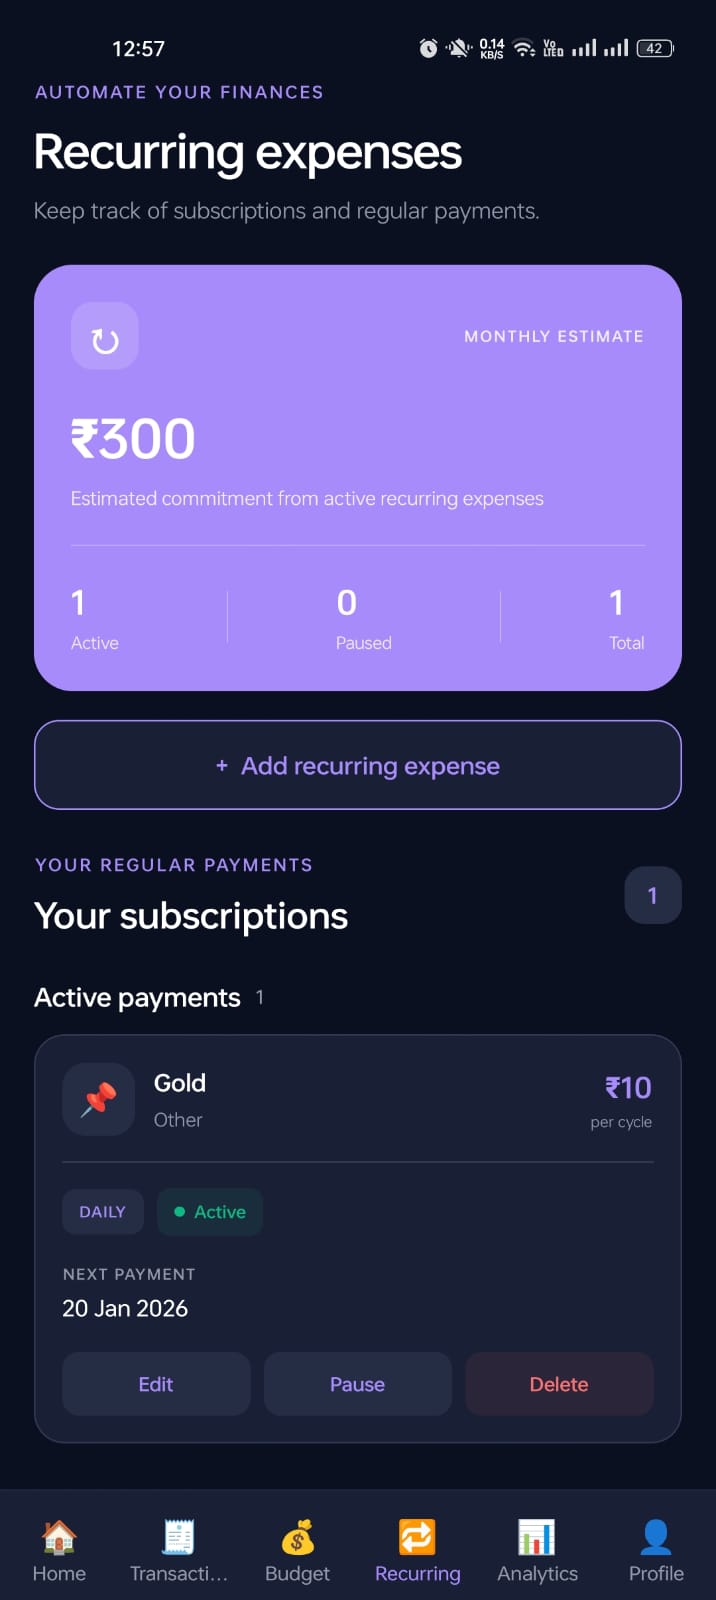 12:57
0.14 KB/S
Vo LTE
42
AUTOMATE YOUR FINANCES
Recurring expenses
Keep track of subscriptions and regular payments.
MONTHLY ESTIMATE
₹300
Estimated commitment from active recurring expenses
1 0 1
Active Paused Total
+ Add recurring expense
YOUR REGULAR PAYMENTS
Your subscriptions
1
Active payments 1
Gold
₹10
Other
per cycle
DAILY Active
NEXT PAYMENT
20 Jan 2026
Edit Pause Delete
Home Transacti... Budget Recurring Analytics Profile